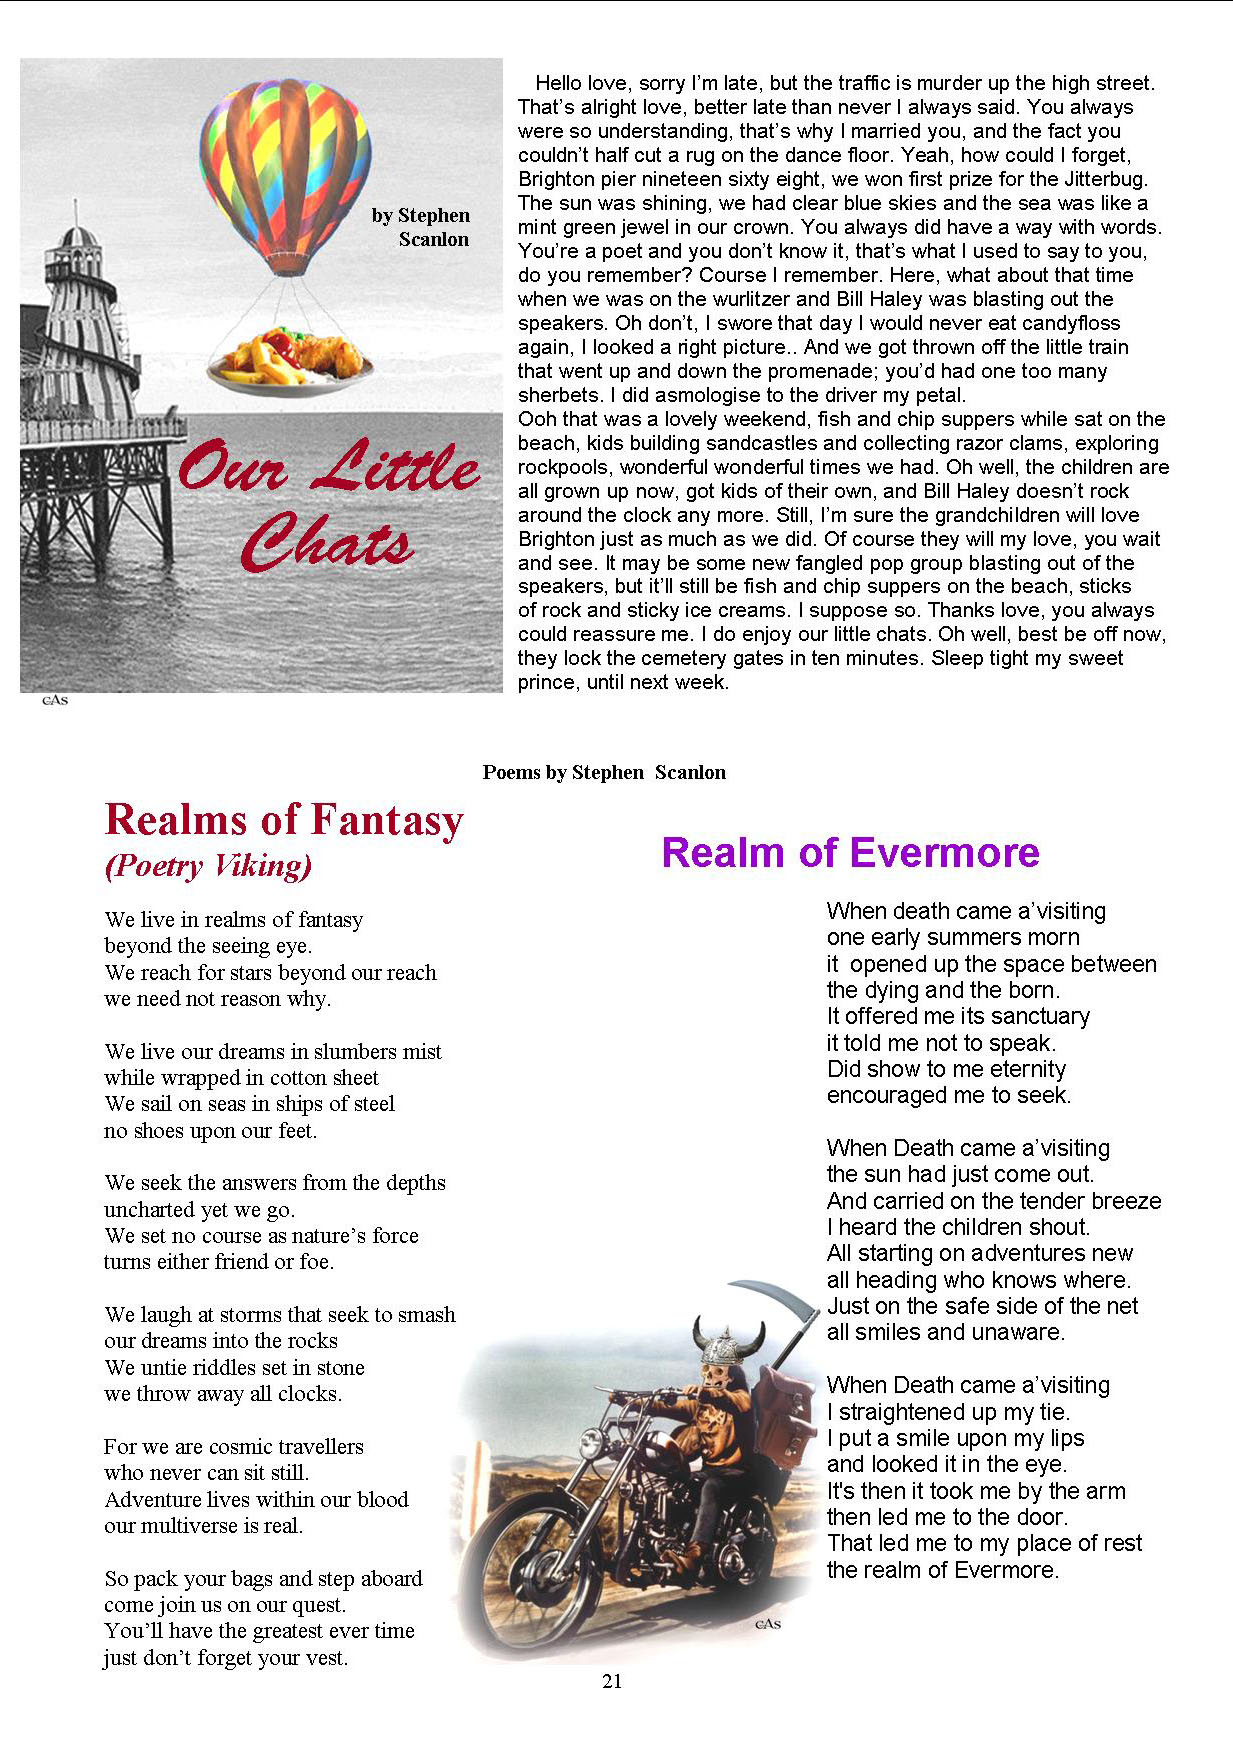 by Stephen
Scanlon
Our Little
Chats
cAs
Hello love, sorry I'm late, but the traffic is murder up the high street.
That's alright love, better late than never I always said. You always
were so understanding, that's why I married you, and the fact you
couldn't half cut a rug on the dance floor. Yeah, how could I forget,
Brighton pier nineteen sixty eight, we won first prize for the Jitterbug.
The sun was shining, we had clear blue skies and the sea was like a
mint green jewel in our crown. You always did have a way with words.
You're a poet and you don't know it, that's what I used to say to you,
do you remember? Course I remember. Here, what about that time
when we was on the wurlitzer and Bill Haley was blasting out the
speakers. Oh don't, I swore that day I would never eat candyfloss
again, I looked a right picture.. And we got thrown off the little train
that went up and down the promenade; you'd had one too many
sherbets. I did asmologise to the driver my petal.
Ooh that was a lovely weekend, fish and chip suppers while sat on the
beach, kids building sandcastles and collecting razor clams, exploring
rockpools, wonderful wonderful times we had. Oh well, the children are
all grown up now, got kids of their own, and Bill Haley doesn't rock
around the clock any more. Still, I'm sure the grandchildren will love
Brighton just as much as we did. Of course they will my love, you wait
and see. It may be some new fangled pop group blasting out of the
speakers, but it'll still be fish and chip suppers on the beach, sticks
of rock and sticky ice creams. I suppose so. Thanks love, you always
could reassure me. I do enjoy our little chats. Oh well, best be off now,
they lock the cemetery gates in ten minutes. Sleep tight my sweet
prince, until next week.
Poems by Stephen Scanlon
Realms of Fantasy
(Poetry Viking)
We live in realms of fantasy
beyond the seeing eye.
We reach for stars beyond our reach
we need not reason why.
We live our dreams in slumbers mist
while wrapped in cotton sheet
We sail on seas in ships of steel
no shoes upon our feet.
We seek the answers from the depths
uncharted yet we go.
We set no course as nature's force
turns either friend or foe.
We laugh at storms that seek to smash
our dreams into the rocks
We untie riddles set in stone
we throw away all clocks.
For we are cosmic travellers
who never can sit still.
Adventure lives within our blood
our multiverse is real.
So pack your bags and step aboard
come join us on our quest.
You'll have the greatest ever time
just don't forget your vest.
Realm of Evermore
When death came a'visiting
one early summers morn
it opened up the space between
the dying and the born.
It offered me its sanctuary
it told me not to speak.
Did show to me eternity
encouraged me to seek.
When Death came a'visiting
the sun had just come out.
And carried on the tender breeze
I heard the children shout.
All starting on adventures new
all heading who knows where.
Just on the safe side of the net
all smiles and unaware.
When Death came a'visiting
I straightened up my tie.
I put a smile upon my lips
and looked it in the eye.
It's then it took me by the arm
then led me to the door.
That led me to my place of rest
the realm of Evermore.
cAs
21